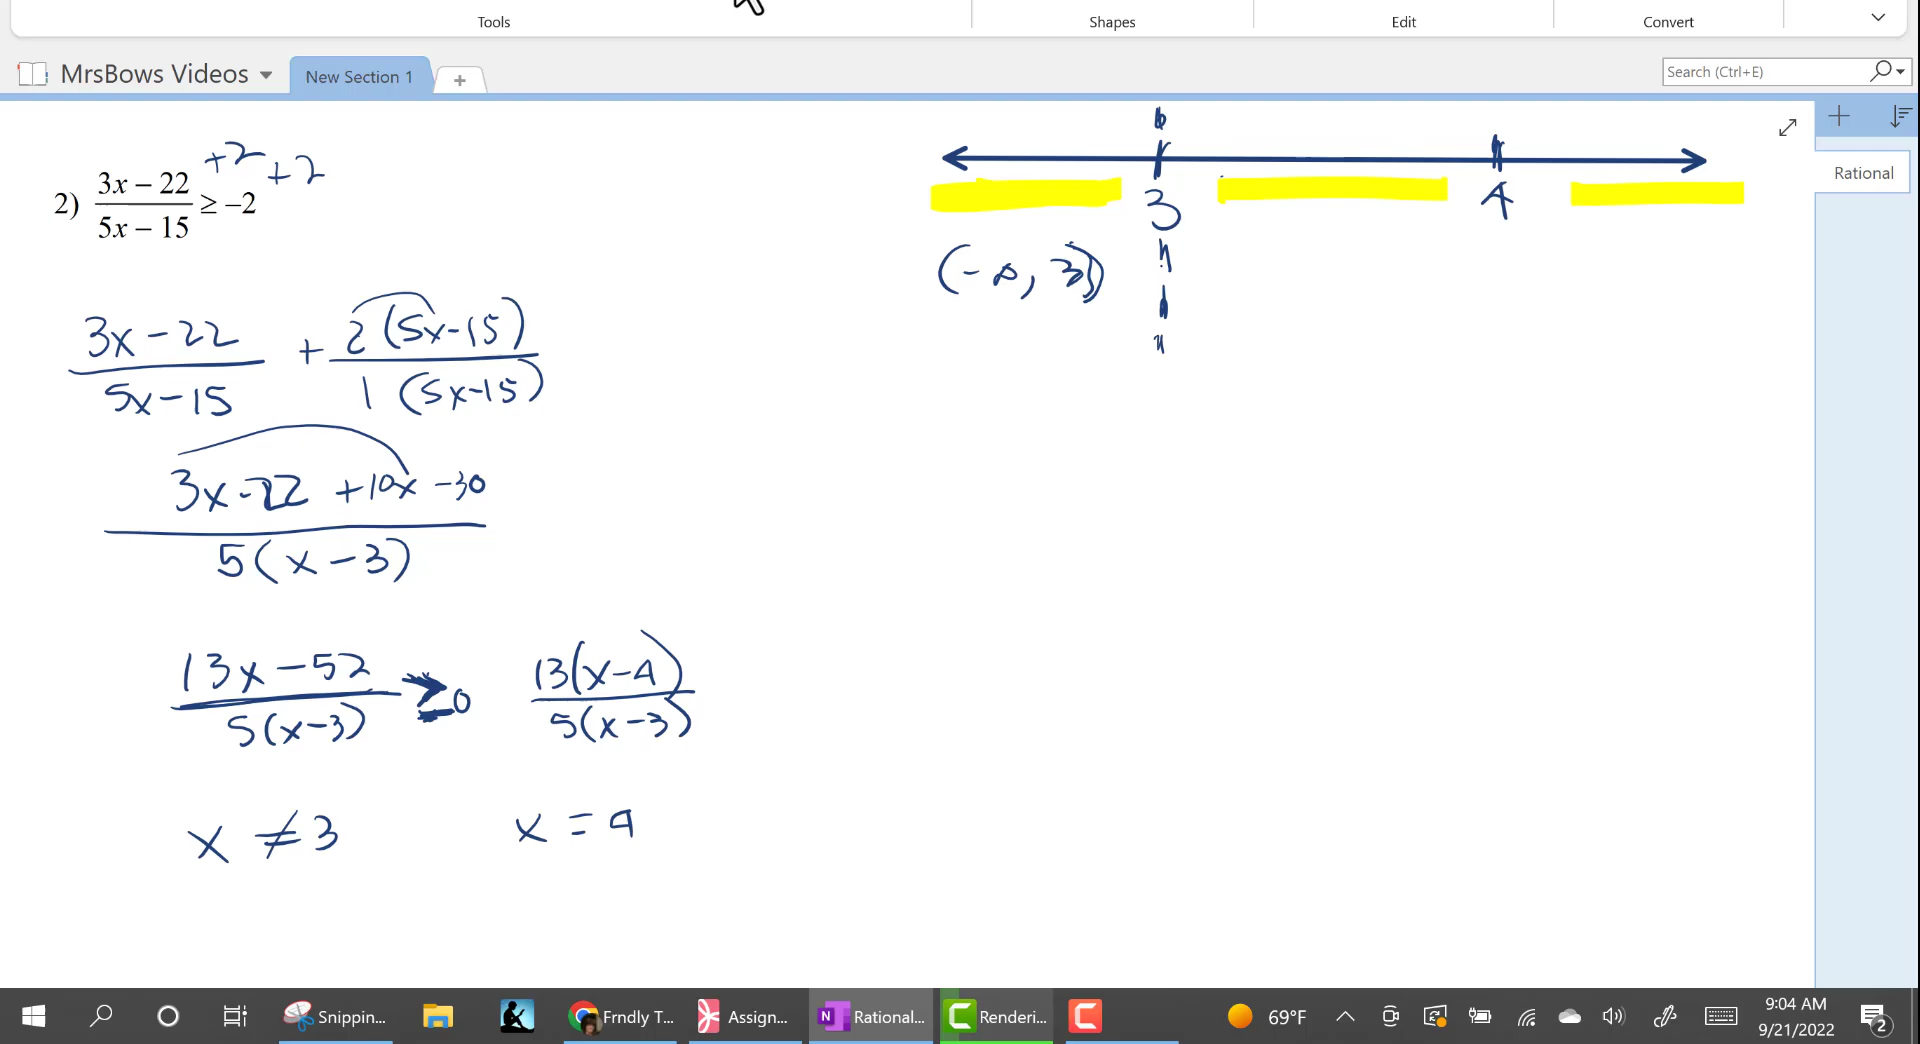 Tools Shapes Edit Convert
MrsBows Videos New Section 1 + Search (Ctrl+E)
Rational
2) (3x − 22)/(5x − 15) ≥ −2 +2 +2
(3x − 22)/(5x − 15) + 2(5x − 15)/1(5x − 15)
(3x − 22 + 10x − 30)/5(x − 3)
(13x − 52)/5(x − 3) ≥ 0 13(x − 4)/5(x − 3)
x ≠ 3 x = 4
3 4
(-∞, 3)
Snippin... Frndly T... Assign... Rational... Renderi... 69°F 9:04 AM
9/21/2022 2